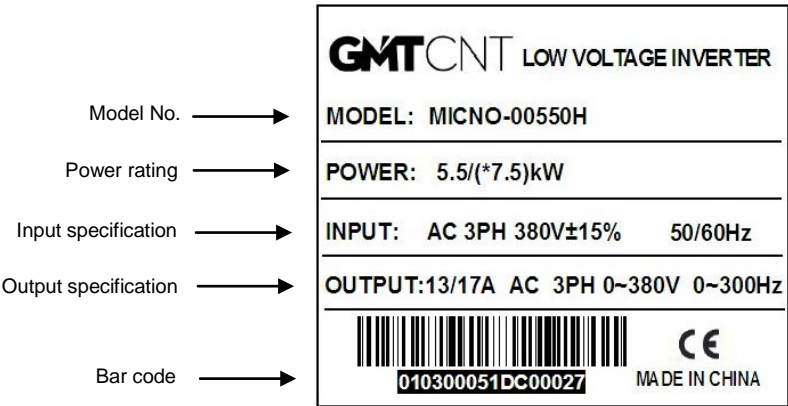 GMTCNT LOW VOLTAGE INVERTER
Model No.
MODEL: MICNO-00550H
Power rating
POWER: 5.5/(*7.5)kW
Input specification
INPUT: AC 3PH 380V±15% 50/60Hz
Output specification
OUTPUT:13/17A AC 3PH 0~380V 0~300Hz
Bar code
010300051DC00027
CE
MADE IN CHINA